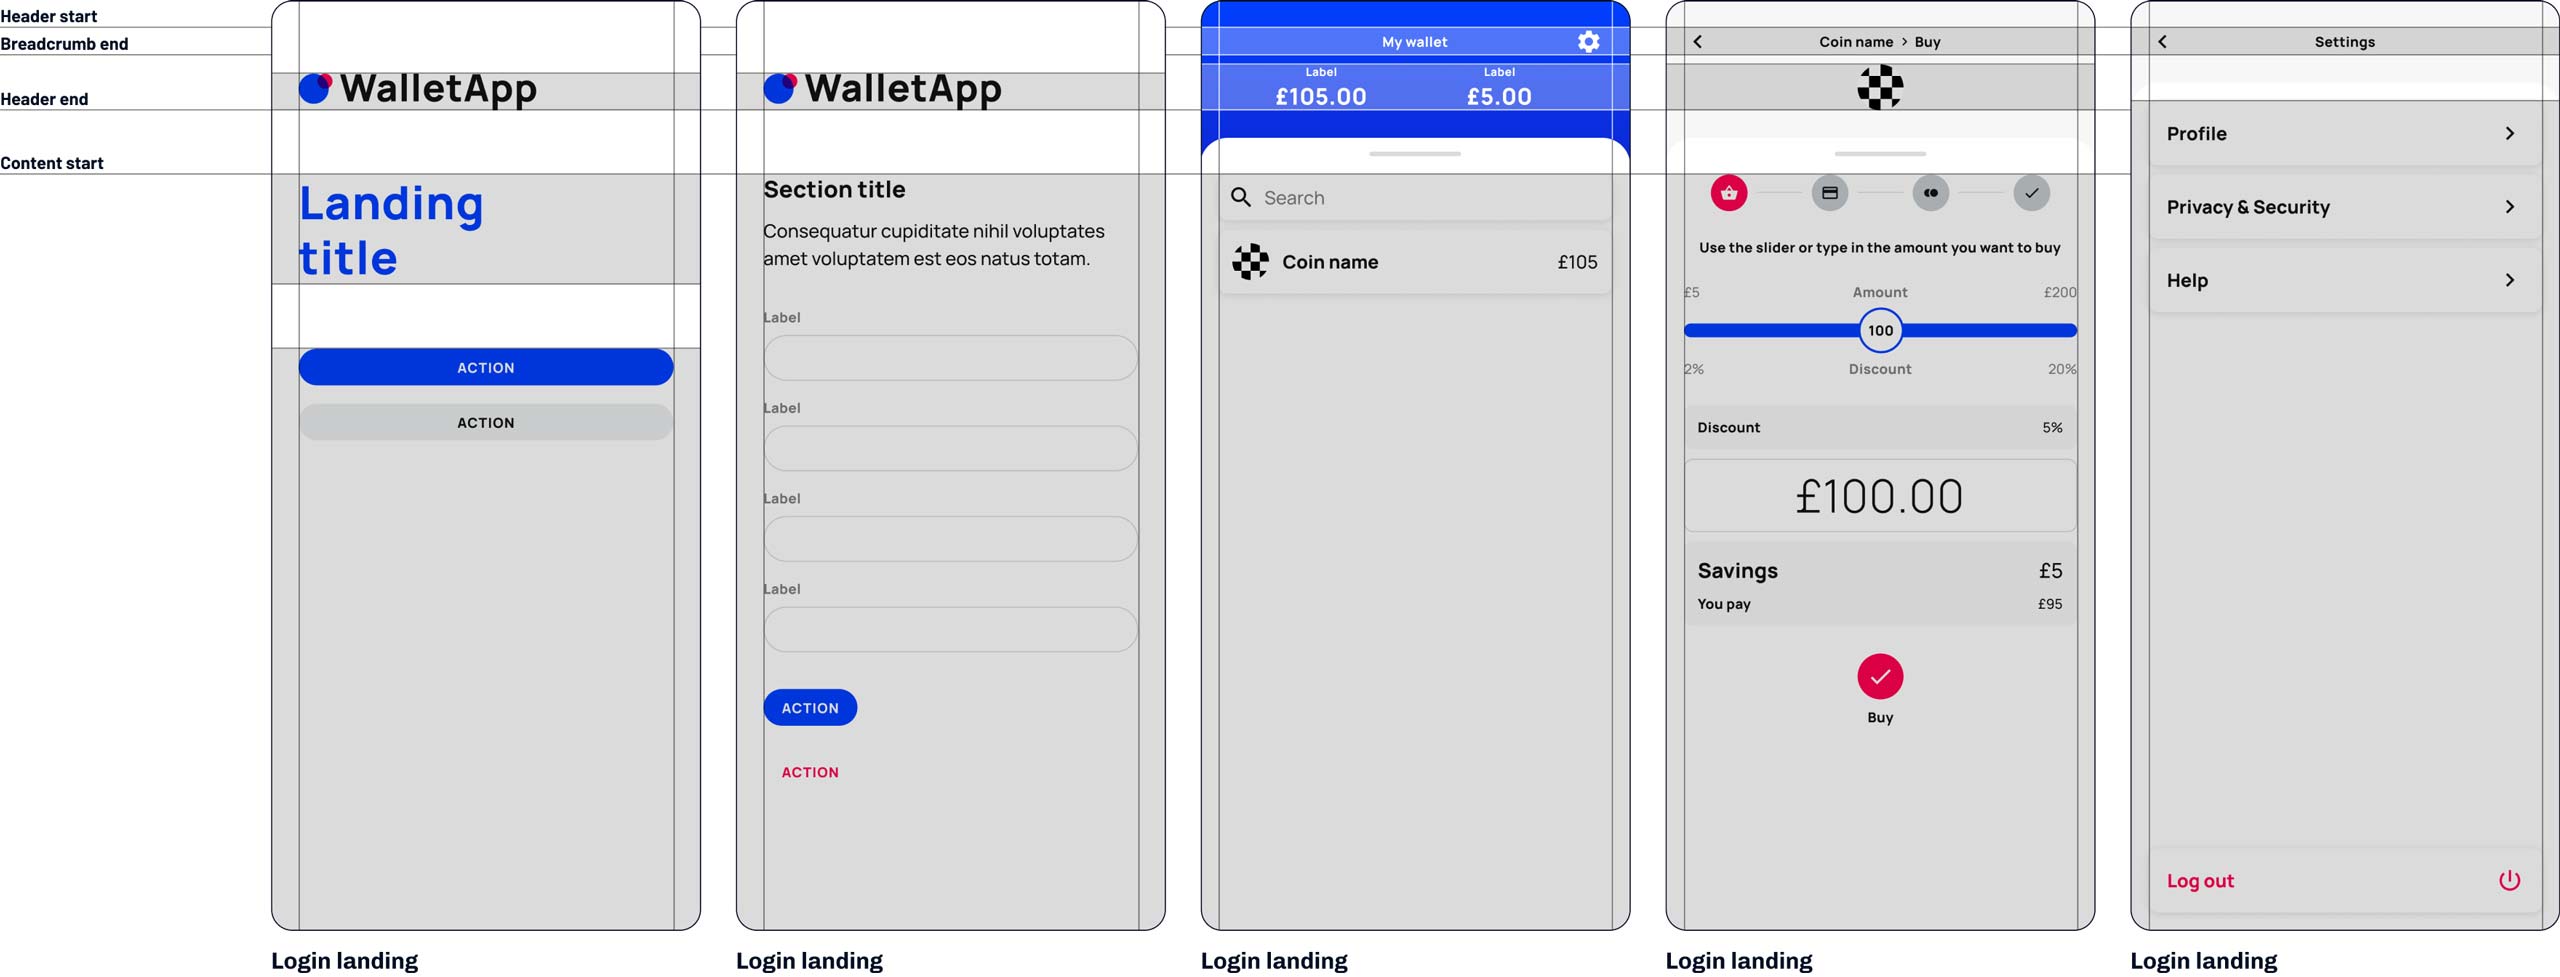 Header start
Breadcrumb end
Header end
Content start
WalletApp
Landing
title
ACTION
ACTION
Login landing
WalletApp
Section title
Consequatur cupiditate nihil voluptates
amet voluptatem est eos natus totam.
Label
Label
Label
Label
ACTION
ACTION
Login landing
My wallet
Label Label
£105.00 £5.00
Search
Coin name £105
Login landing
Coin name > Buy
Use the slider or type in the amount you want to buy
£5 Amount £200
100
2% Discount 20%
Discount 5%
£100.00
Savings £5
You pay £95
Buy
Login landing
Settings
Profile
Privacy & Security
Help
Log out
Login landing